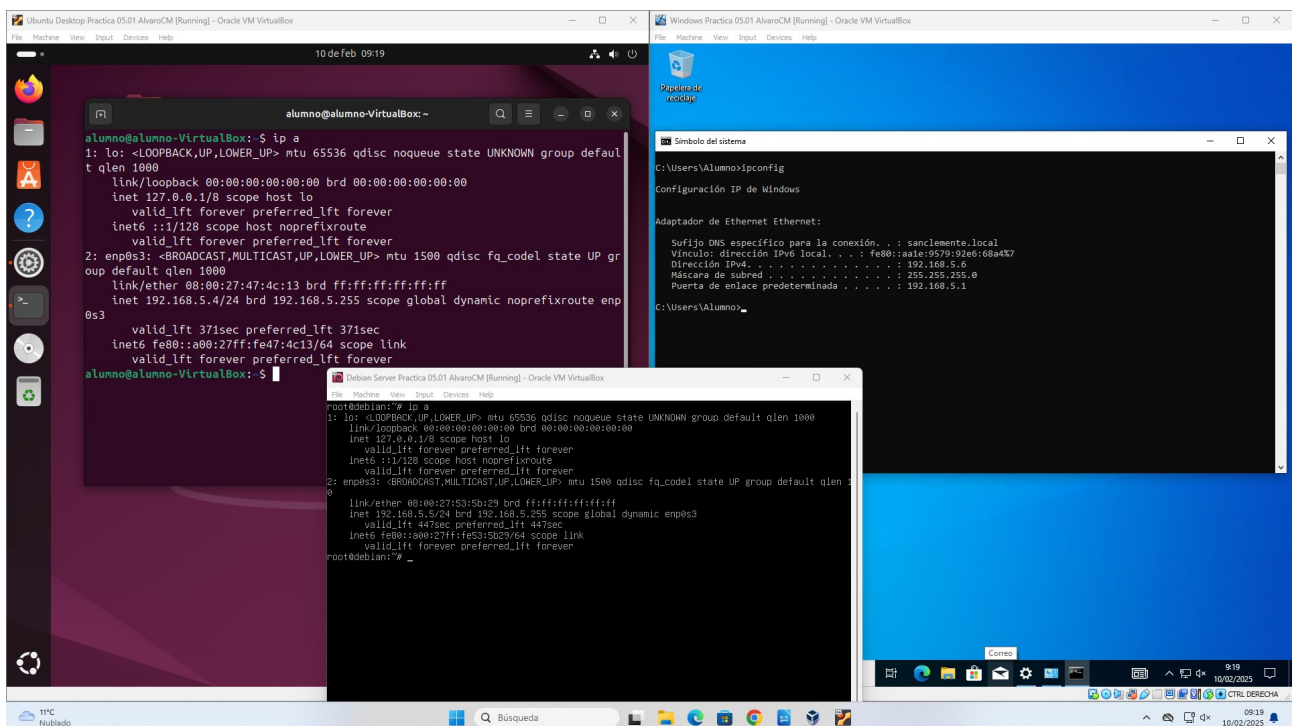 Ubuntu Desktop Practica 05.01 AlvaroCM [Running] - Oracle VM VirtualBox
File Machine View Input Devices Help
10 de feb 09:19
alumno@alumno-VirtualBox: ~
alumno@alumno-VirtualBox:~$ ip a
1: lo: <LOOPBACK,UP,LOWER_UP> mtu 65536 qdisc noqueue state UNKNOWN group defaul
t qlen 1000
link/loopback 00:00:00:00:00:00 brd 00:00:00:00:00:00
inet 127.0.0.1/8 scope host lo
valid_lft forever preferred_lft forever
inet6 ::1/128 scope host noprefixroute
valid_lft forever preferred_lft forever
2: enp0s3: <BROADCAST,MULTICAST,UP,LOWER_UP> mtu 1500 qdisc fq_codel state UP gr
oup default qlen 1000
link/ether 08:00:27:47:4c:13 brd ff:ff:ff:ff:ff:ff
inet 192.168.5.4/24 brd 192.168.5.255 scope global dynamic noprefixroute enp
0s3
valid_lft 371sec preferred_lft 371sec
inet6 fe80::a00:27ff:fe47:4c13/64 scope link
valid_lft forever preferred_lft forever
alumno@alumno-VirtualBox:~$
Windows Practica 05.01 AlvaroCM [Running] - Oracle VM VirtualBox
File Machine View Input Devices Help
Papelera de
reciclaje
Símbolo del sistema
C:\Users\Alumno>ipconfig
Configuración IP de Windows
Adaptador de Ethernet Ethernet:
Sufijo DNS específico para la conexión. . : sanclemente.local
Vínculo: dirección IPv6 local. . . : fe80::aa1e:9579:92e6:68a4%7
Dirección IPv4. . . . . . . . . . . . . . : 192.168.5.6
Máscara de subred . . . . . . . . . . . . : 255.255.255.0
Puerta de enlace predeterminada . . . . . : 192.168.5.1
C:\Users\Alumno>
Debian Server Practica 05.01 AlvaroCM [Running] - Oracle VM VirtualBox
File Machine View Input Devices Help
root@debian:~# ip a
1: lo: <LOOPBACK,UP,LOWER_UP> mtu 65536 qdisc noqueue state UNKNOWN group default qlen 1000
link/loopback 00:00:00:00:00:00 brd 00:00:00:00:00:00
inet 127.0.0.1/8 scope host lo
valid_lft forever preferred_lft forever
inet6 ::1/128 scope host noprefixroute
valid_lft forever preferred_lft forever
2: enp0s3: <BROADCAST,MULTICAST,UP,LOWER_UP> mtu 1500 qdisc fq_codel state UP group default qlen 1
0
link/ether 08:00:27:53:5b:29 brd ff:ff:ff:ff:ff:ff
inet 192.168.5.5/24 brd 192.168.5.255 scope global dynamic enp0s3
valid_lft 447sec preferred_lft 447sec
inet6 fe80::a00:27ff:fe53:5b29/64 scope link
valid_lft forever preferred_lft forever
root@debian:~# _
Correo
9:19
10/02/2025
CTRL DERECHA
11°C
Nublado
Búsqueda
09:19
10/02/2025